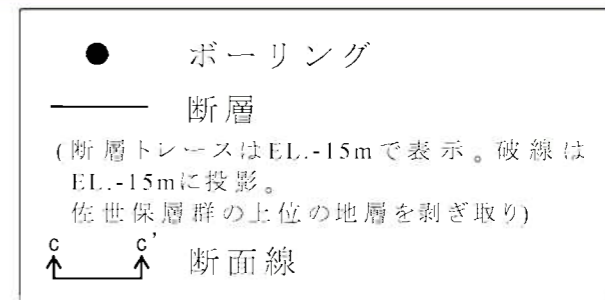 ボーリング
断層
(断層トレースはEL.-15mで表示。破線は
EL.-15mに投影。
佐世保層群の上位の地層を剥ぎ取り)
C C'
断面線